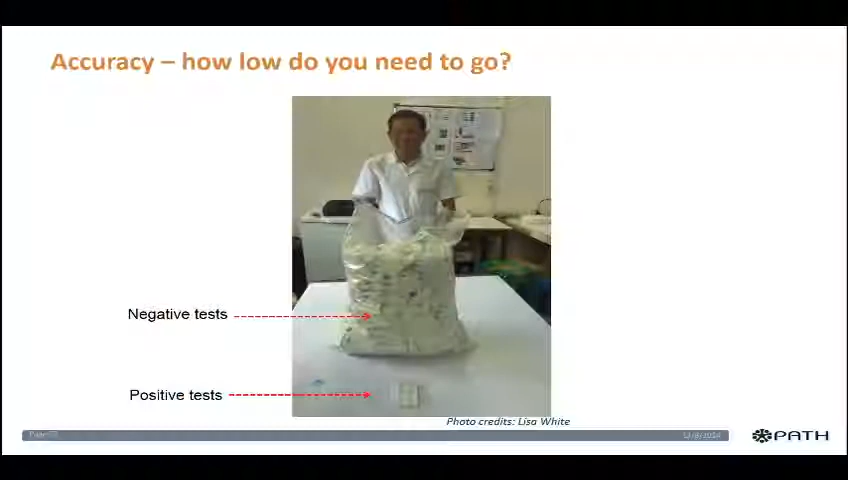 Accuracy – how low do you need to go?
Negative tests
Positive tests
Photo credits: Lisa White
PATH